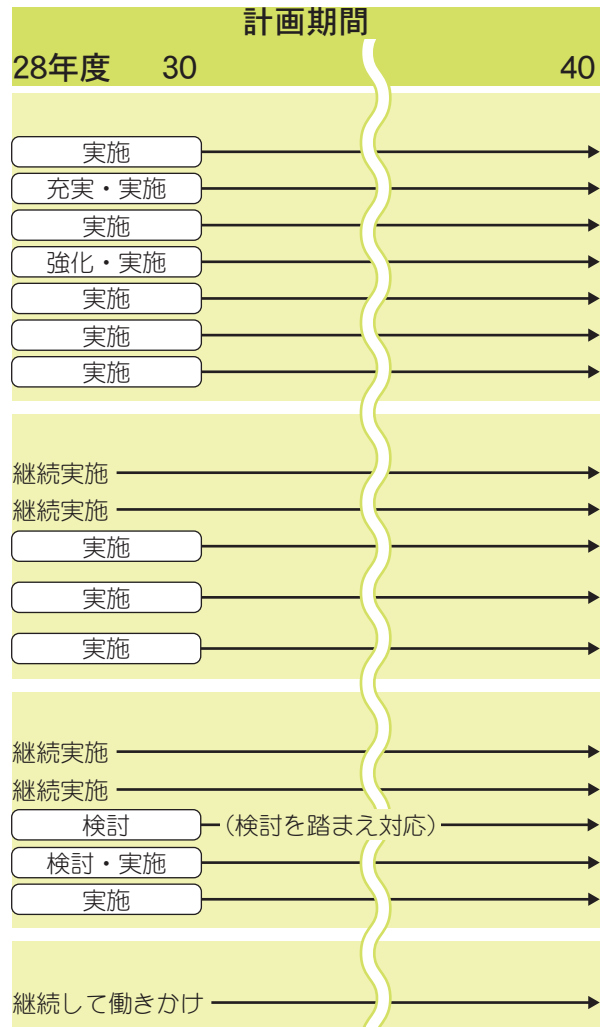 計画期間
28年度 30 40
実施
充実・実施
実施
強化・実施
実施
実施
実施
継続実施
継続実施
実施
実施
実施
継続実施
継続実施
検討 (検討を踏まえ対応)
検討・実施
実施
継続して働きかけ